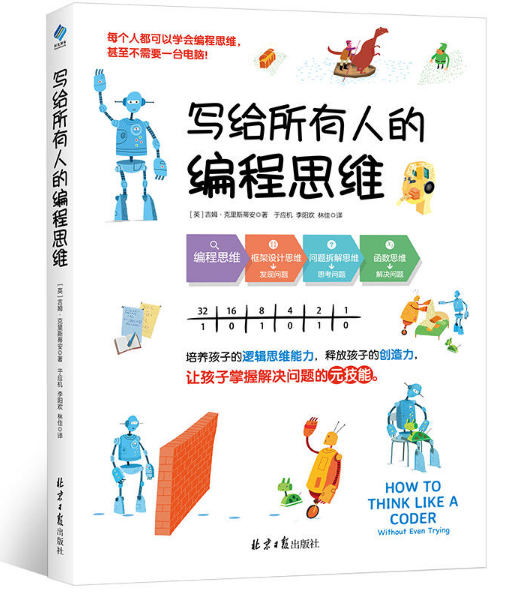 每个人都可以学会编程思维，
甚至不需要一台电脑！
写给所有人的
编程思维
［英］吉姆·克里斯蒂安 著　于应机 李阳欢 林佳 译
编程思维
框架设计思维
发现问题
问题拆解思维
思考问题
函数思维
解决问题
32 16 8 4 2 1
1 0 1 0 1 0
培养孩子的逻辑思维能力，释放孩子的创造力，
让孩子掌握解决问题的元技能。
HOW TO
THINK LIKE A
CODER
Without Even Trying
北京日报出版社
写给所有人的编程思维
［英］吉姆·克里斯蒂安 著
于应机 李阳欢 林佳 译
北京日报出版社